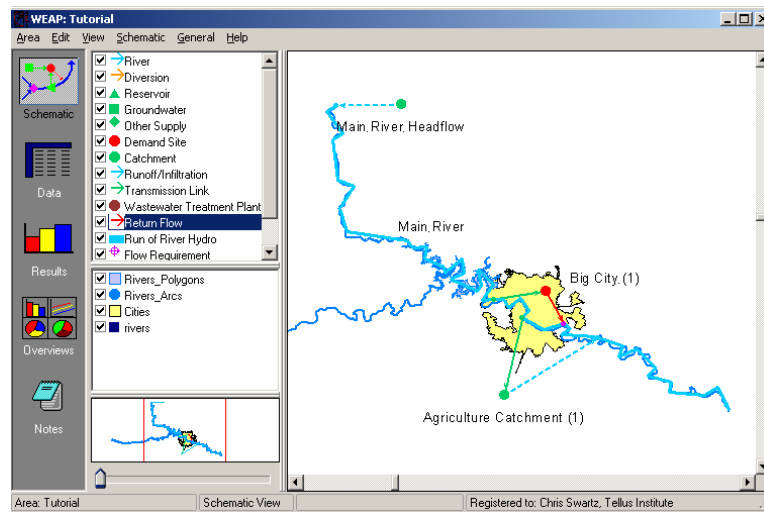 WEAP: Tutorial
Area Edit View Schematic General Help
Schematic
Data
Results
Overviews
Notes
River
Diversion
Reservoir
Groundwater
Other Supply
Demand Site
Catchment
Runoff/Infiltration
Transmission Link
Wastewater Treatment Plant
Return Flow
Run of River Hydro
Flow Requirement
Rivers_Polygons
Rivers_Arcs
Cities
rivers
Main River Headflow
Main River
Big City (1)
Agriculture Catchment (1)
Area: Tutorial
Schematic View
Registered to: Chris Swartz, Tellus Institute